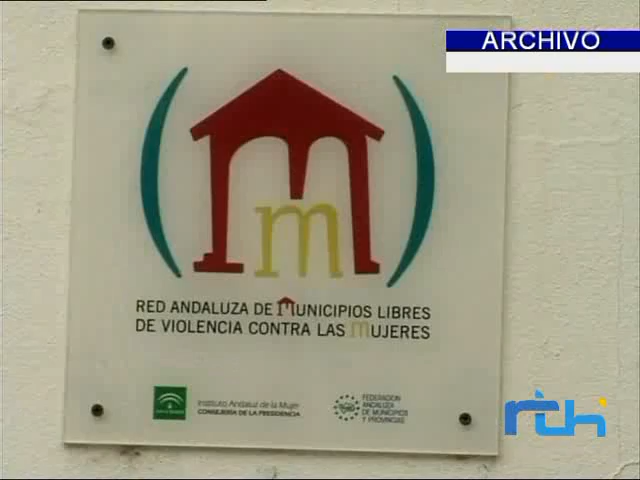 ARCHIVO
m
RED ANDALUZA DE MUNICIPIOS LIBRES
DE VIOLENCIA CONTRA LAS MUJERES
Instituto Andaluz de la Mujer
CONSEJERÍA DE LA PRESIDENCIA
FEDERACION
ANDALUZA
DE MUNICIPIOS
Y PROVINCIAS
rth